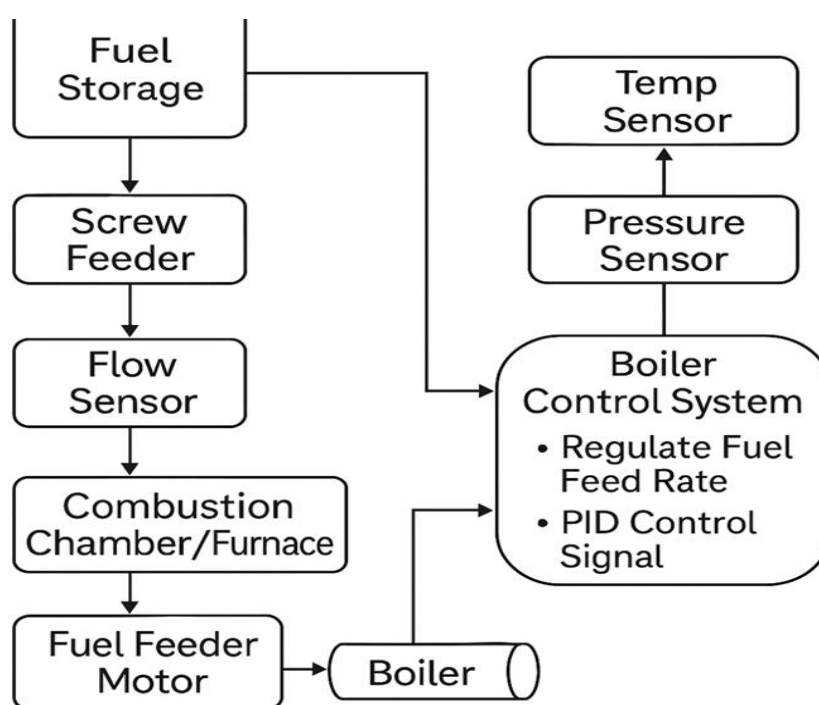 Fuel
Storage
Screw
Feeder
Flow
Sensor
Combustion
Chamber/Furnace
Fuel Feeder
Motor
Boiler
Temp
Sensor
Pressure
Sensor
Boiler
Control System
• Regulate Fuel
Feed Rate
• PID Control
Signal